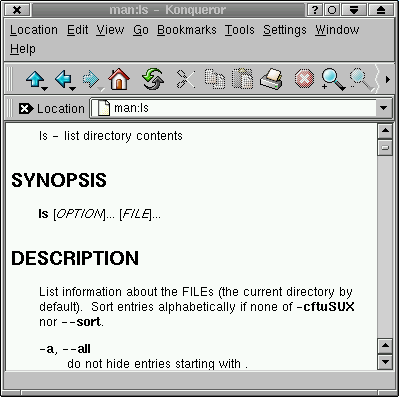 man:ls - Konqueror
Location Edit View Go Bookmarks Tools Settings Window
Help
Location man:ls
ls - list directory contents
SYNOPSIS
ls [OPTION]... [FILE]...
DESCRIPTION
List information about the FILEs (the current directory by
default). Sort entries alphabetically if none of -cftuSUX
nor --sort.
-a, --all
do not hide entries starting with .